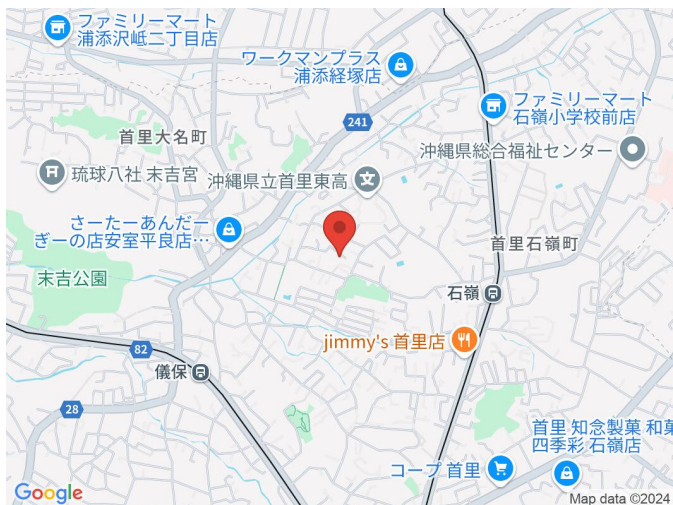 ファミリーマート
浦添沢岻二丁目店
ワークマンプラス
浦添経塚店
241
ファミリーマート
石嶺小学校前店
首里大名町
沖縄県総合福祉センター
琉球八社 末吉宮
沖縄県立首里東高
さーたーあんだー
ぎーの店安室平良店…
首里石嶺町
末吉公園
石嶺
jimmy's 首里店
82
儀保
28
首里 知念製菓 和菓
四季彩 石嶺店
コープ 首里
Google
Map data ©2024